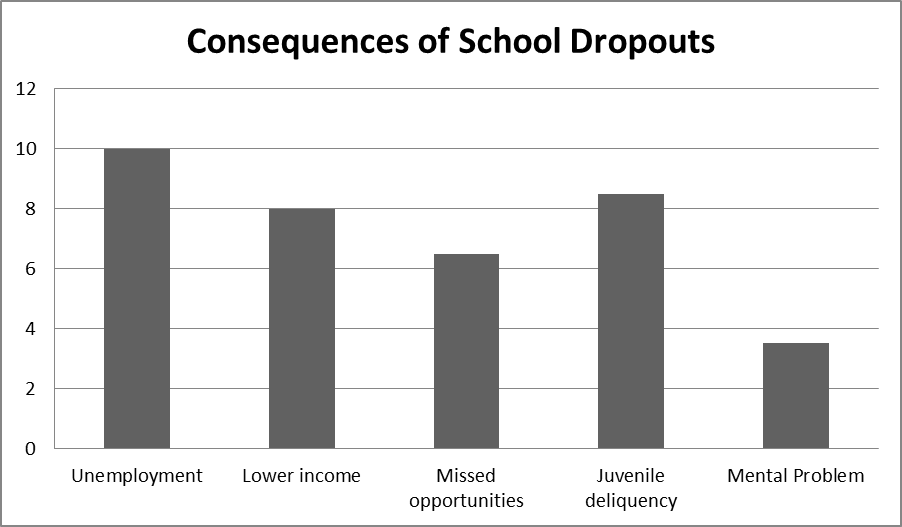 Consequences of School Dropouts
12
10
8
6
4
2
0
Unemployment
Lower income
Missed
opportunities
Juvenile
deliquency
Mental Problem